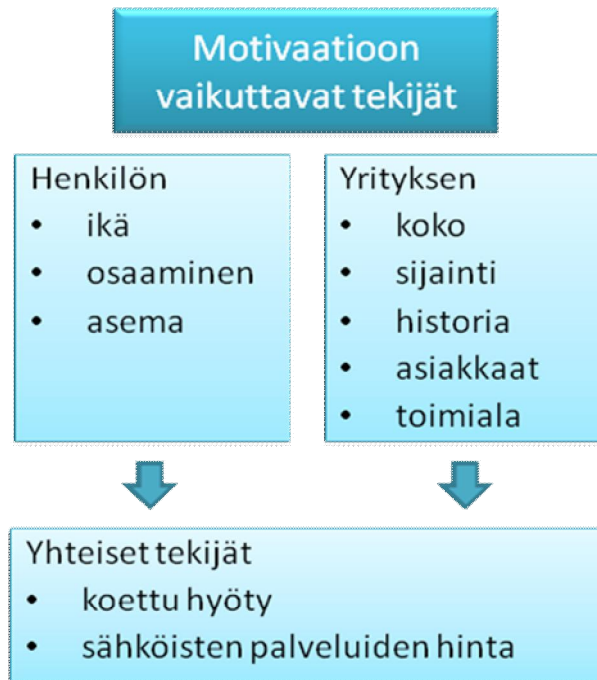 Motivaatioon
vaikuttavat tekijät
Henkilön
• ikä
• osaaminen
• asema
Yrityksen
• koko
• sijainti
• historia
• asiakkaat
• toimiala
Yhteiset tekijät
• koettu hyöty
• sähköisten palveluiden hinta